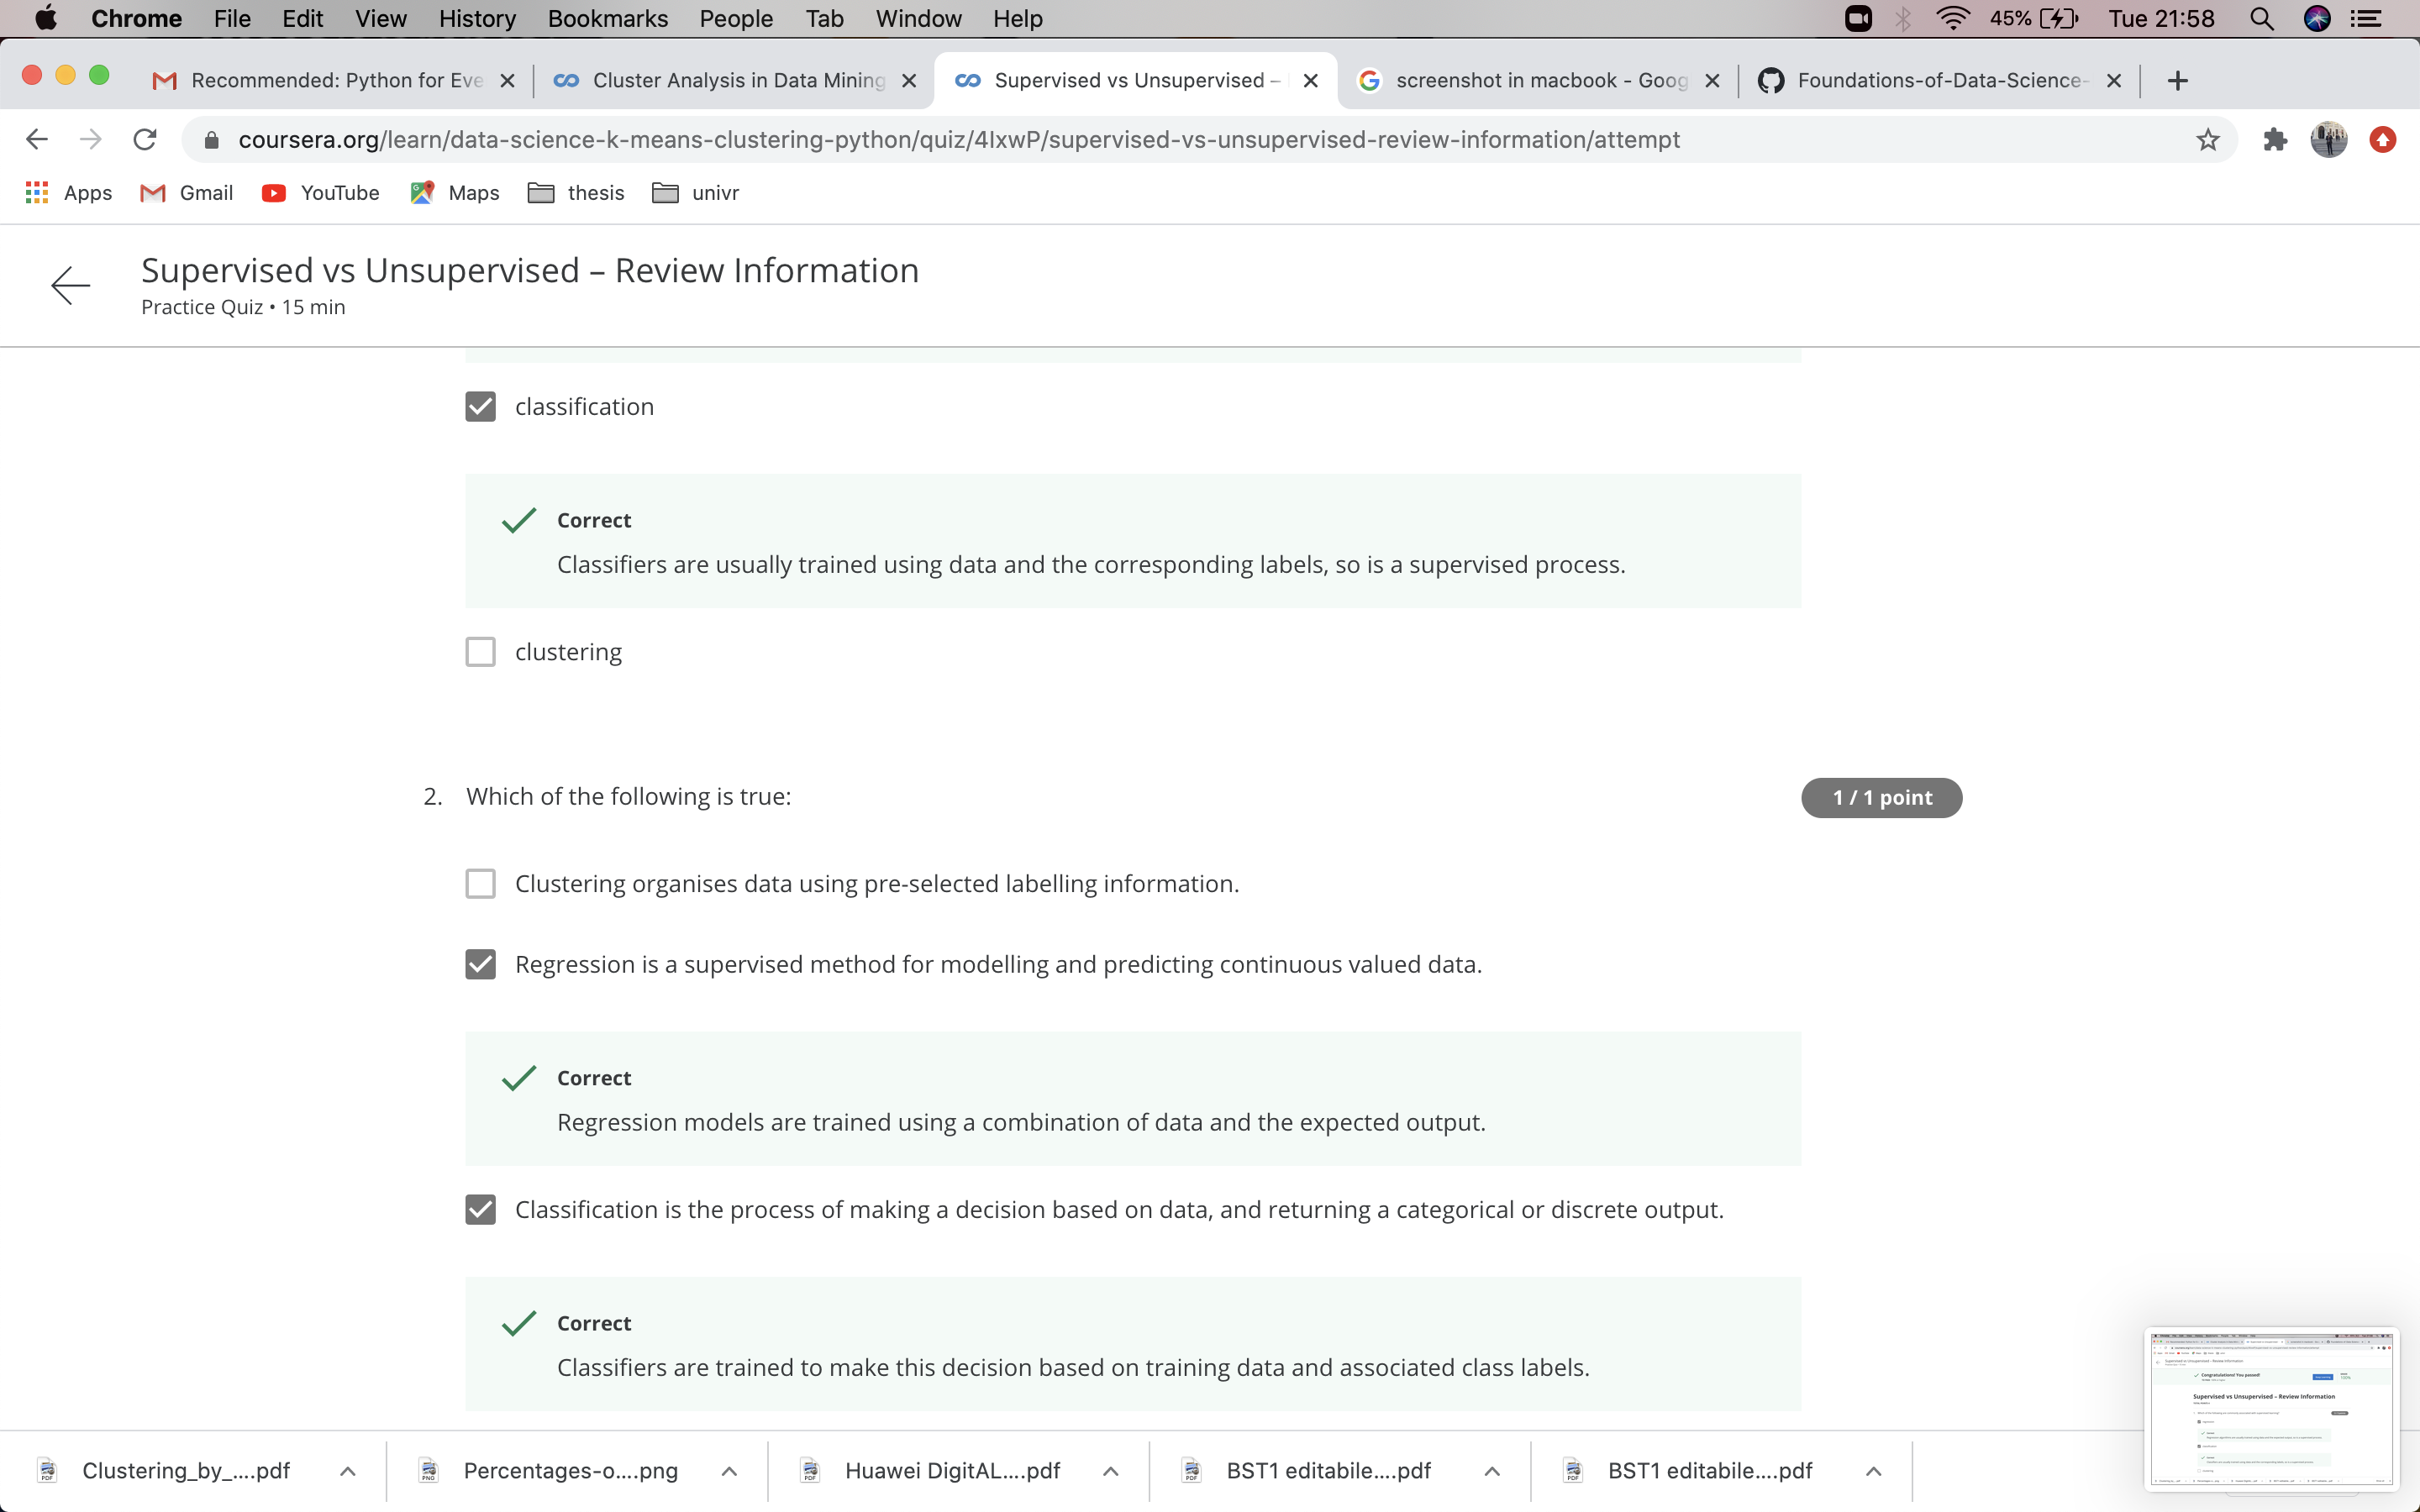 Chrome File Edit View History Bookmarks People Tab Window Help 45% Tue 21:58
Recommended: Python for Eve
Cluster Analysis in Data Mining
Supervised vs Unsupervised –
screenshot in macbook - Goog
Foundations-of-Data-Science-
coursera.org/learn/data-science-k-means-clustering-python/quiz/4IxwP/supervised-vs-unsupervised-review-information/attempt
Apps Gmail YouTube Maps thesis univr
Supervised vs Unsupervised – Review Information
Practice Quiz • 15 min
classification
Correct
Classifiers are usually trained using data and the corresponding labels, so is a supervised process.
clustering
2. Which of the following is true:
1 / 1 point
Clustering organises data using pre-selected labelling information.
Regression is a supervised method for modelling and predicting continuous valued data.
Correct
Regression models are trained using a combination of data and the expected output.
Classification is the process of making a decision based on data, and returning a categorical or discrete output.
Correct
Classifiers are trained to make this decision based on training data and associated class labels.
Congratulations! You passed!
Supervised vs Unsupervised – Review Information
Clustering_by_....pdf
Percentages-o....png
Huawei DigitAL....pdf
BST1 editabile....pdf
BST1 editabile....pdf